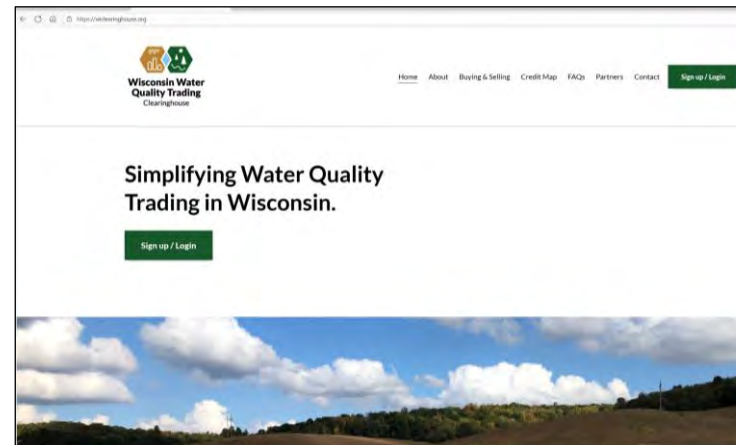 Wisconsin Water
Quality Trading
Clearinghouse
Home About Buying & Selling Credit Map FAQs Partners Contact Sign up / Login
Simplifying Water Quality
Trading in Wisconsin.
Sign up / Login